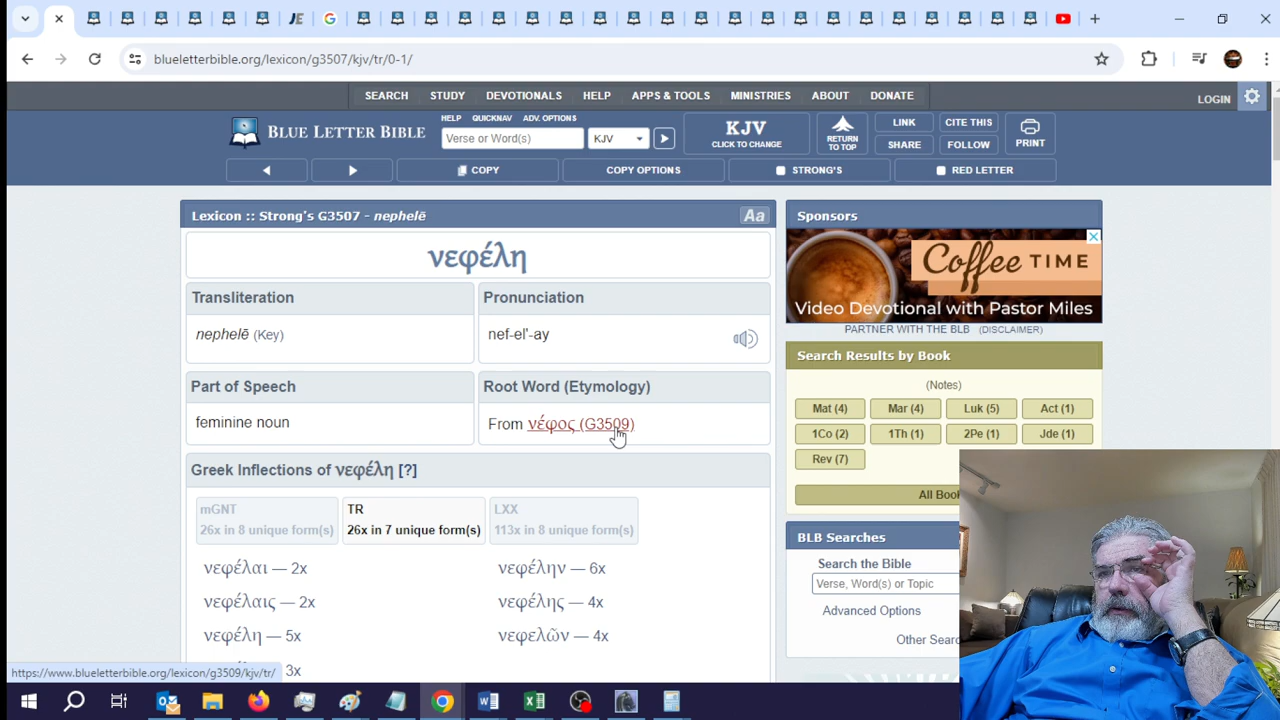 blueletterbible.org/lexicon/g3507/kjv/tr/0-1/
SEARCH STUDY DEVOTIONALS HELP APPS & TOOLS MINISTRIES ABOUT DONATE
LOGIN
BLUE LETTER BIBLE
HELP QUICKNAV ADV. OPTIONS
Verse or Word(s) KJV
KJV
CLICK TO CHANGE
RETURN
TO TOP
LINK CITE THIS
SHARE FOLLOW
PRINT
COPY COPY OPTIONS STRONG'S RED LETTER
Lexicon :: Strong's G3507 - nephelē Aa
νεφέλη
Transliteration
nephelē (Key)
Pronunciation
nef-el'-ay
Part of Speech
feminine noun
Root Word (Etymology)
From νέφος (G3509)
Greek Inflections of νεφέλη [?]
mGNT
26x in 8 unique form(s)
TR
26x in 7 unique form(s)
LXX
113x in 8 unique form(s)
νεφέλαι — 2x
νεφέλαις — 2x
νεφέλη — 5x
3x
νεφέλην — 6x
νεφέλης — 4x
νεφελῶν — 4x
Sponsors
Coffee TIME
Video Devotional with Pastor Miles
PARTNER WITH THE BLB (DISCLAIMER)
Search Results by Book
(Notes)
Mat (4) Mar (4) Luk (5) Act (1)
1Co (2) 1Th (1) 2Pe (1) Jde (1)
Rev (7)
All Boo
BLB Searches
Search the Bible
Verse, Word(s) or Topic
Advanced Options
Other Sear
https://www.blueletterbible.org/lexicon/g3509/kjv/tr/